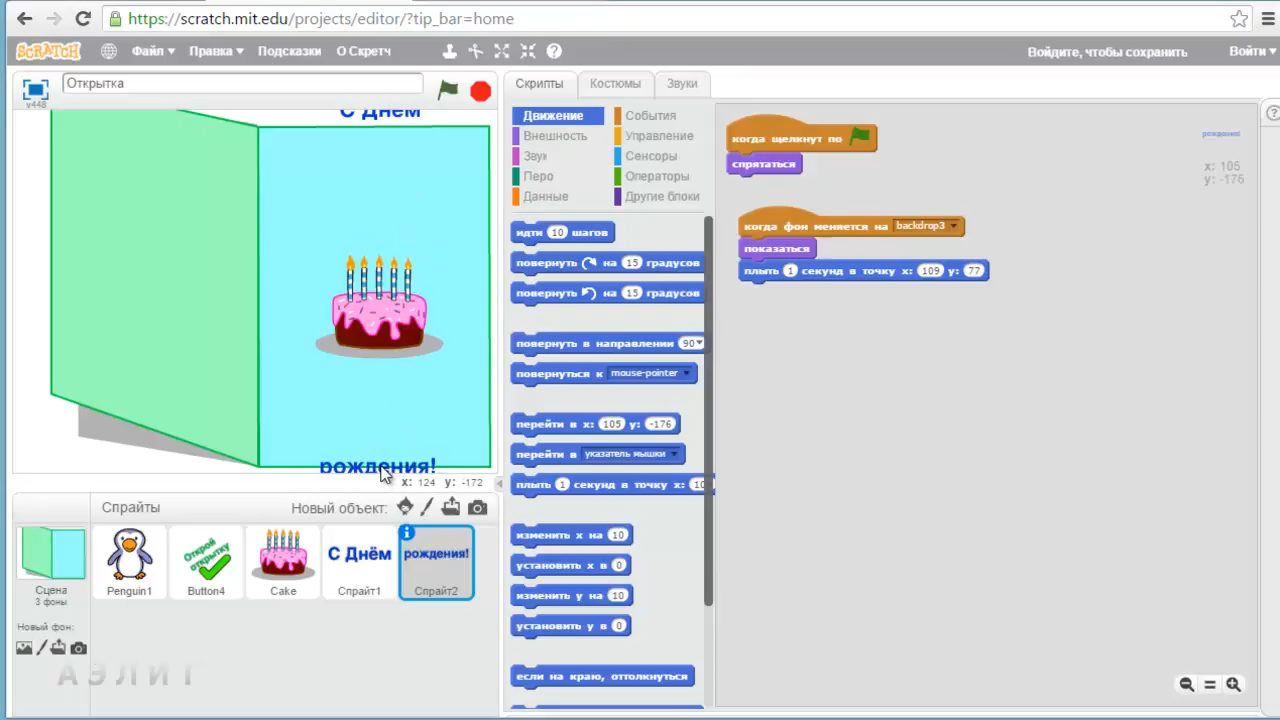 https://scratch.mit.edu/projects/editor/?tip_bar=home
SCRATCH
Файл
Правка
Подсказки
О Скретч
Войдите, чтобы сохранить
Войти
v448
Открытка
С Днём
рождения!
x: 124 y: -172
Скрипты
Костюмы
Звуки
Движение
События
Внешность
Управление
Звук
Сенсоры
Перо
Операторы
Данные
Другие блоки
идти 10 шагов
повернуть на 15 градусов
повернуть на 15 градусов
повернуть в направлении 90
повернуться к mouse-pointer
перейти в x: 105 y: -176
перейти в указатель мышки
плыть 1 секунд в точку x: 10
изменить х на 10
установить х в 0
изменить у на 10
установить у в 0
если на краю, оттолкнуться
когда щелкнут по
спрятаться
когда фон меняется на backdrop3
показаться
плыть 1 секунд в точку x: 109 y: 77
рождения!
x: 105
y: -176
Спрайты
Новый объект:
Сцена
3 фоны
Новый фон:
Penguin1
Открой
открытку
Button4
Cake
С Днём
Спрайт1
рождения!
Спрайт2
АЭЛИТ